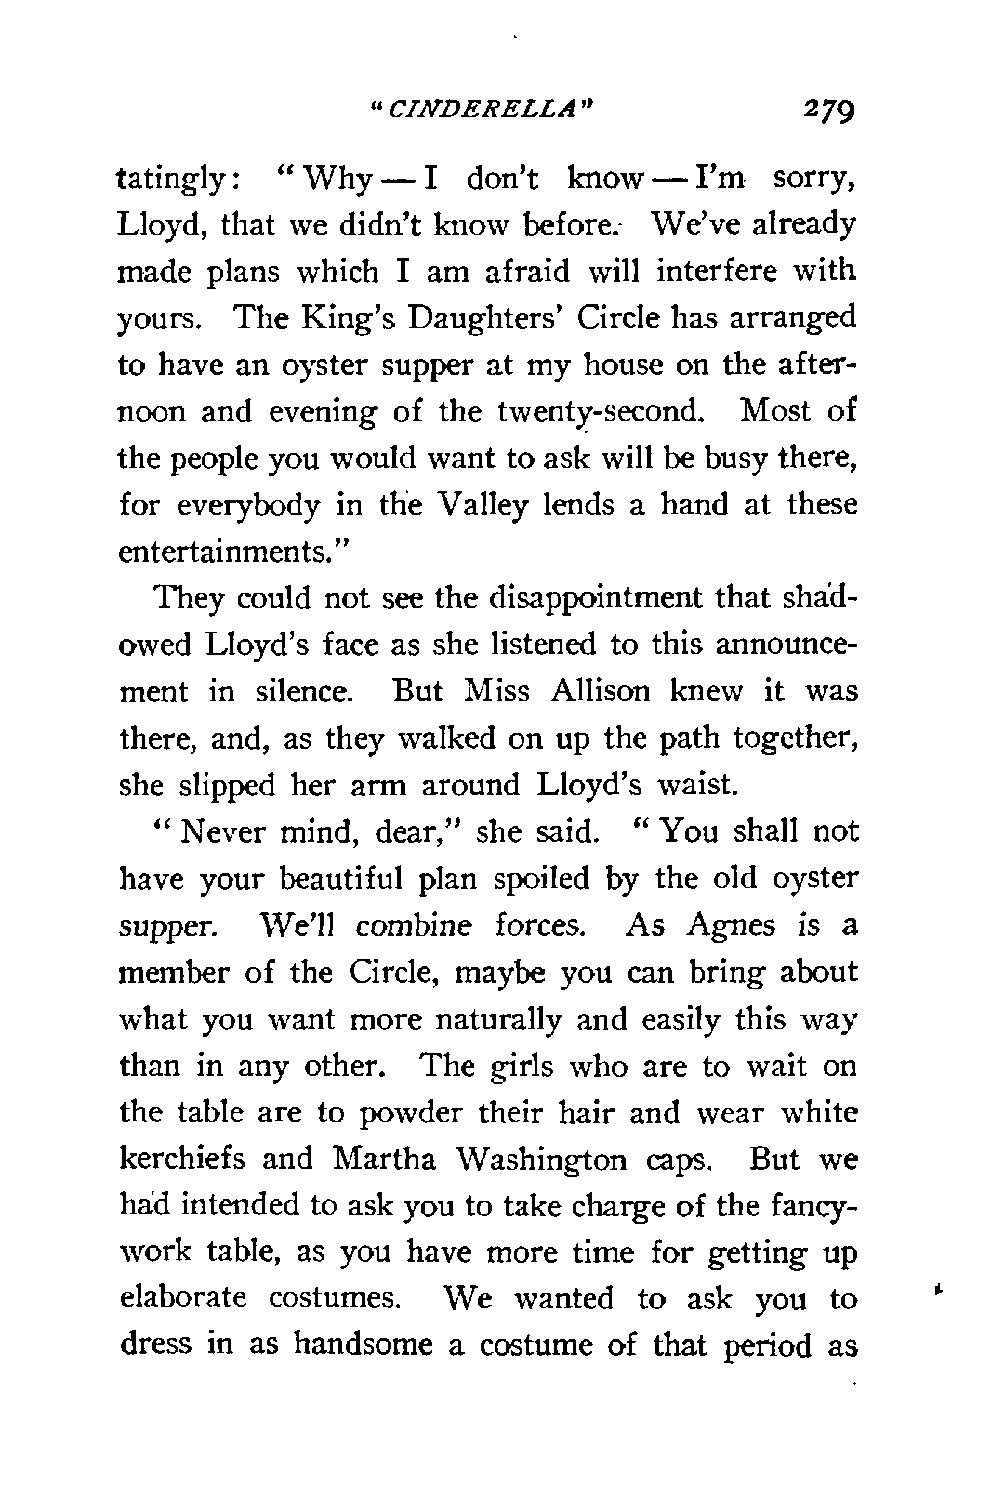 "CINDERELLA" 279
tatingly: "Why — I don't know — I'm sorry,
Lloyd, that we didn't know before. We've already
made plans which I am afraid will interfere with
yours. The King's Daughters' Circle has arranged
to have an oyster supper at my house on the after-
noon and evening of the twenty-second. Most of
the people you would want to ask will be busy there,
for everybody in the Valley lends a hand at these
entertainments."
They could not see the disappointment that shad-
owed Lloyd's face as she listened to this announce-
ment in silence. But Miss Allison knew it was
there, and, as they walked on up the path together,
she slipped her arm around Lloyd's waist.
"Never mind, dear," she said. "You shall not
have your beautiful plan spoiled by the old oyster
supper. We'll combine forces. As Agnes is a
member of the Circle, maybe you can bring about
what you want more naturally and easily this way
than in any other. The girls who are to wait on
the table are to powder their hair and wear white
kerchiefs and Martha Washington caps. But we
had intended to ask you to take charge of the fancy-
work table, as you have more time for getting up
elaborate costumes. We wanted to ask you to
dress in as handsome a costume of that period as